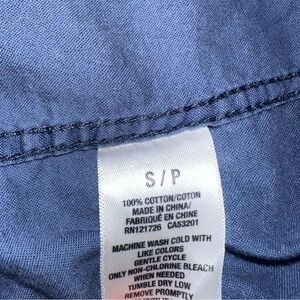 S / P
100% COTTON/COTON
MADE IN CHINA/
FABRIQUÉ EN CHINE
RN121726 CA53201
MACHINE WASH COLD WITH
LIKE COLORS
GENTLE CYCLE
ONLY NON-CHLORINE BLEACH
WHEN NEEDED
TUMBLE DRY LOW
REMOVE PROMPTLY